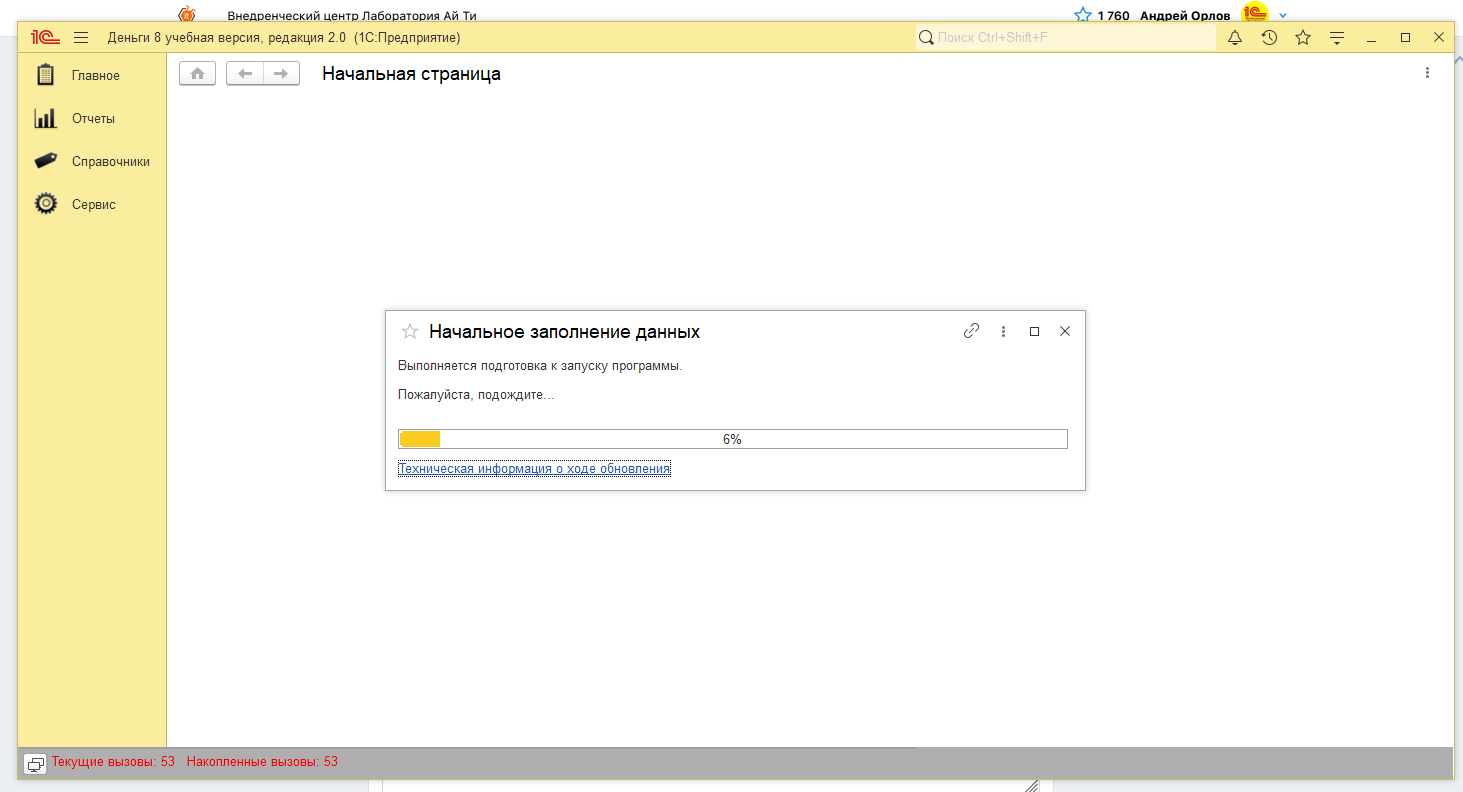 Внедренческий центр Лаборатория Ай Ти
1 760 Андрей Орлов
1С
Деньги 8 учебная версия, редакция 2.0 (1С:Предприятие)
Поиск Ctrl+Shift+F
Главное
Отчеты
Справочники
Сервис
Начальная страница
Начальное заполнение данных
Выполняется подготовка к запуску программы.
Пожалуйста, подождите...
6%
Техническая информация о ходе обновления
Текущие вызовы: 53 Накопленные вызовы: 53